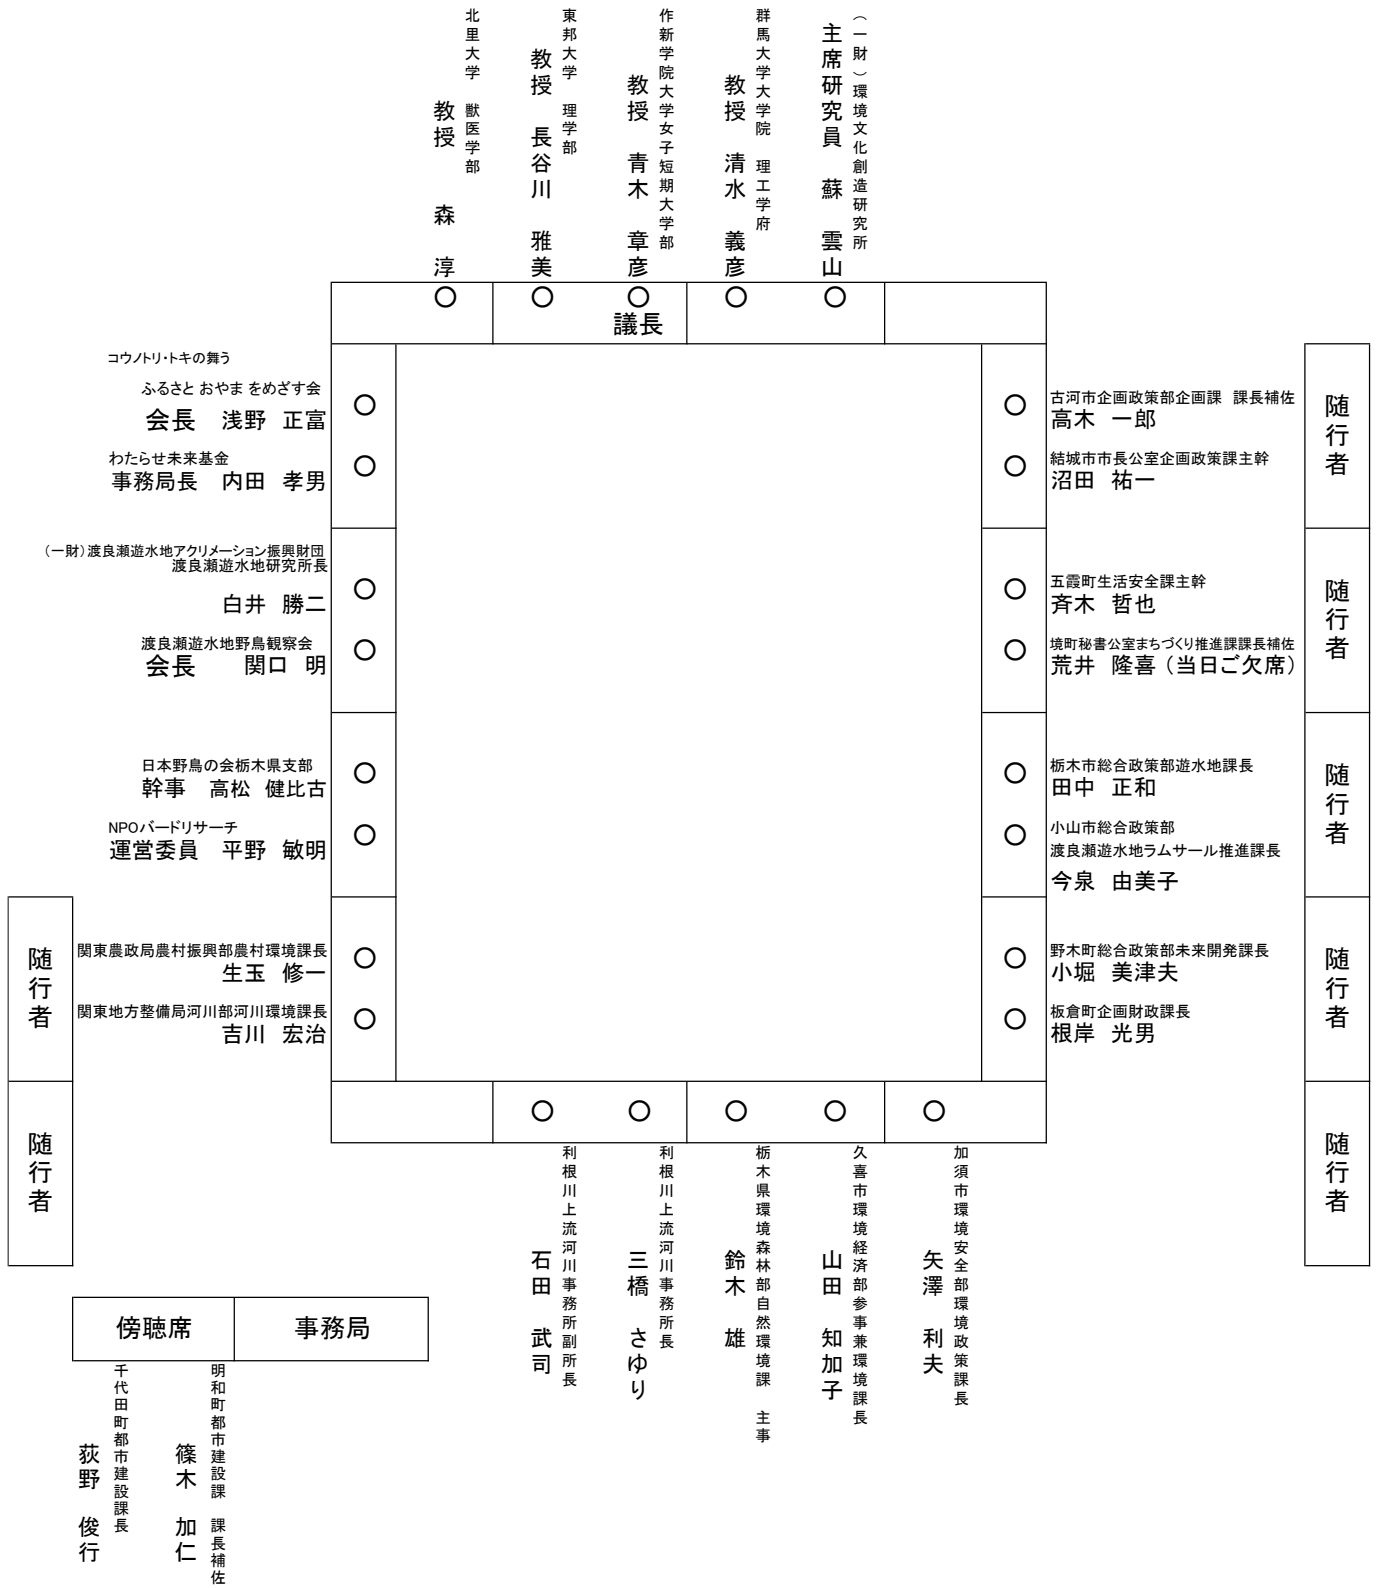 北里大学　獣医学部
教授　　森　淳
東邦大学　理学部
教授　長谷川　雅美
作新学院大学女子短期大学部
教授　青木　章彦
群馬大学大学院　理工学府
教授　清水　義彦
（一財）環境文化創造研究所
主席研究員　蘇　雲山
議長
コウノトリ・トキの舞う
ふるさと おやま をめざす会
会長　浅野　正富
わたらせ未来基金
事務局長　内田　孝男
（一財）渡良瀬遊水地アクリメーション振興財団
渡良瀬遊水地研究所長
白井　勝二
渡良瀬遊水地野鳥観察会
会長　　関口　明
日本野鳥の会栃木県支部
幹事　高松　健比古
NPOバードリサーチ
運営委員　平野　敏明
関東農政局農村振興部農村環境課長
生玉　修一
関東地方整備局河川部河川環境課長
吉川　宏治
随行者
随行者
古河市企画政策部企画課　課長補佐
高木　一郎
結城市市長公室企画政策課主幹
沼田　祐一
五霞町生活安全課主幹
斉木　哲也
境町秘書公室まちづくり推進課課長補佐
荒井　隆喜（当日ご欠席）
栃木市総合政策部遊水地課長
田中　正和
小山市総合政策部
渡良瀬遊水地ラムサール推進課長
今泉　由美子
野木町総合政策部未来開発課長
小堀　美津夫
板倉町企画財政課長
根岸　光男
随行者
随行者
随行者
随行者
随行者
利根川上流河川事務所副所長
石田　武司
利根川上流河川事務所長
三橋　さゆり
栃木県環境森林部自然環境課　主事
鈴木　雄
久喜市環境経済部参事兼環境課長
山田　知加子
加須市環境安全部環境政策課長
矢澤　利夫
傍聴席
事務局
千代田町都市建設課長
荻野　俊行
明和町都市建設課　課長補佐
篠木　加仁